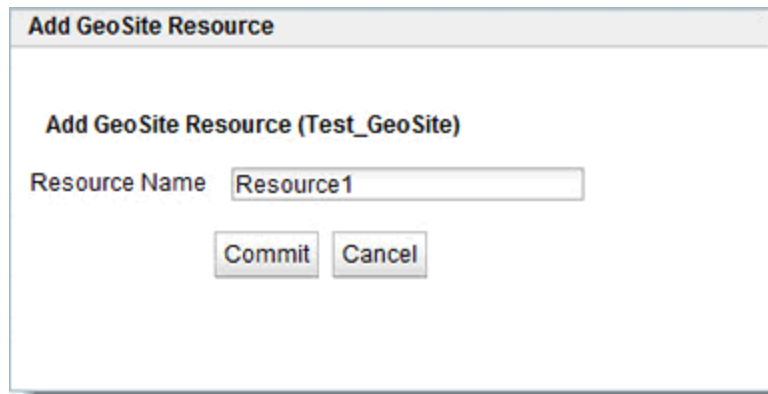 Add GeoSite Resource
Add GeoSite Resource (Test_GeoSite)
Resource Name Resource1
Commit Cancel